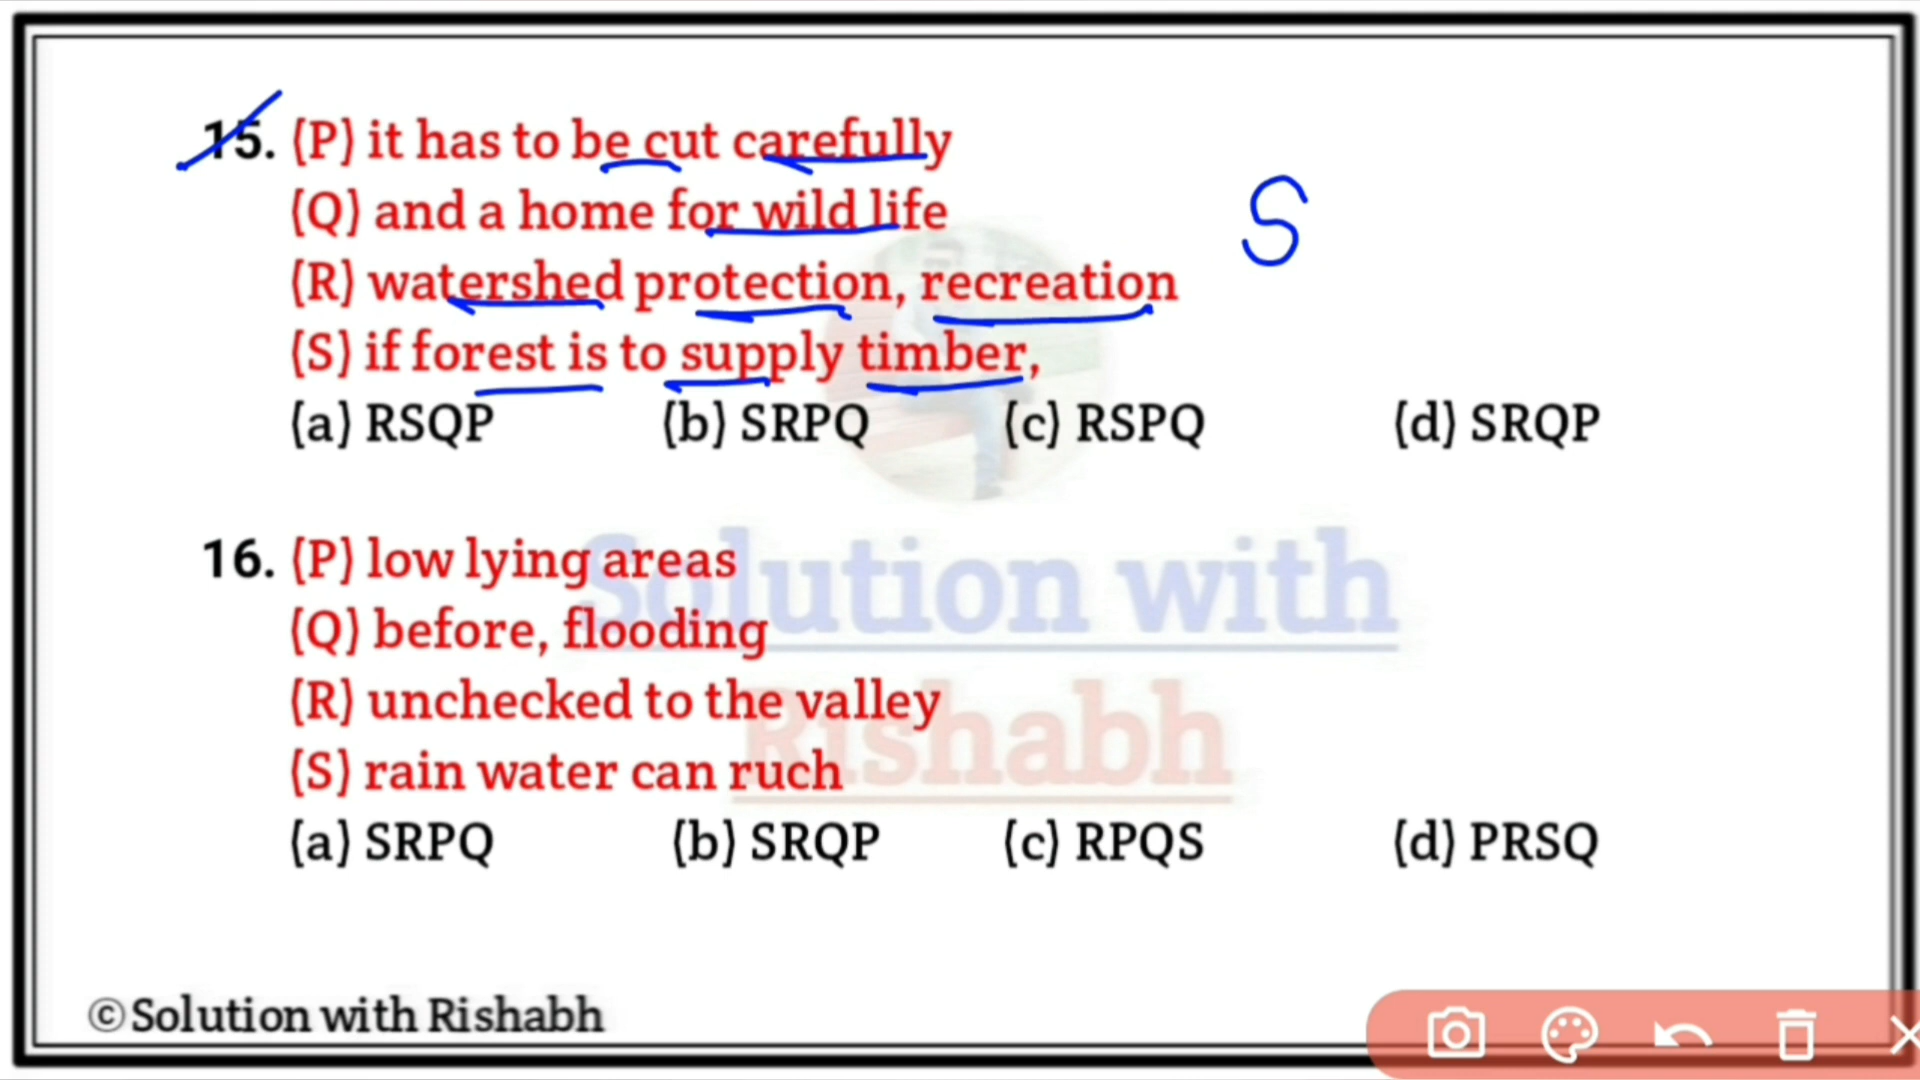 15. (P) it has to be cut carefully
(Q) and a home for wild life
(R) watershed protection, recreation
(S) if forest is to supply timber,
(a) RSQP (b) SRPQ (c) RSPQ (d) SRQP
S
16. (P) low lying areas
(Q) before, flooding
(R) unchecked to the valley
(S) rain water can ruch
(a) SRPQ (b) SRQP (c) RPQS (d) PRSQ
Solution with
Rishabh
©Solution with Rishabh